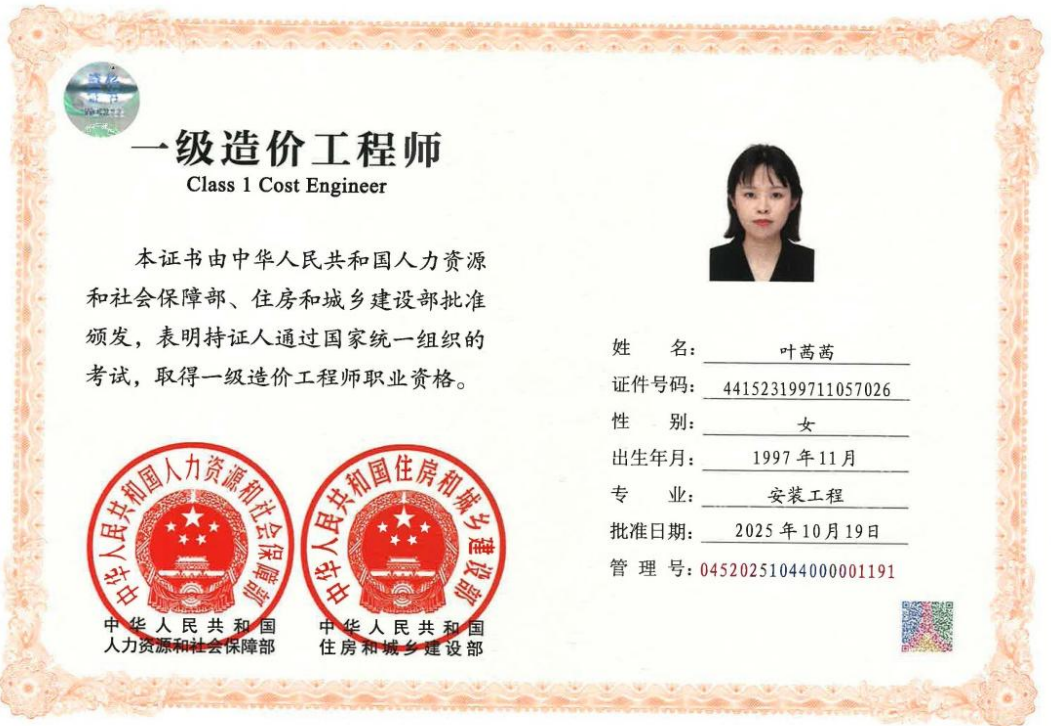 一级造价工程师
Class 1 Cost Engineer
本证书由中华人民共和国人力资源
和社会保障部、住房和城乡建设部批准
颁发，表明持证人通过国家统一组织的
考试，取得一级造价工程师职业资格。
中华人民共和国人力资源和社会保障部
中华人民共和国
人力资源和社会保障部
中华人民共和国住房和城乡建设部
中华人民共和国
住房和城乡建设部
姓 名： 叶茜茜
证件号码： 441523199711057026
性 别： 女
出生年月： 1997年11月
专 业： 安装工程
批准日期： 2025年10月19日
管 理 号： 04520251044000001191